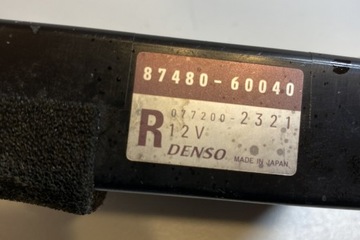 87480-60040
R
077200-2321
12V
DENSO MADE IN JAPAN